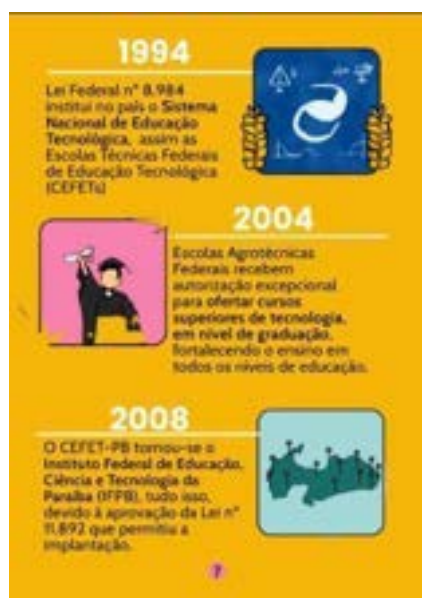 1994
Lei Federal nº 8.984
institui no país o Sistema
Nacional de Educação
Tecnológica, assim as
Escolas Técnicas Federais
de Educação Tecnológica
(CEFETs)
2004
Escolas Agrotécnicas
Federais recebem
autorização excepcional
para ofertar cursos
superiores de tecnologia,
em nível de graduação,
fortalecendo o ensino em
todos os níveis de educação.
2008
O CEFET-PB tornou-se o
Instituto Federal de Educação,
Ciência e Tecnologia da
Paraíba (IFPB), tudo isso,
devido à aprovação da Lei nº
11.892 que permitiu a
implantação.
7